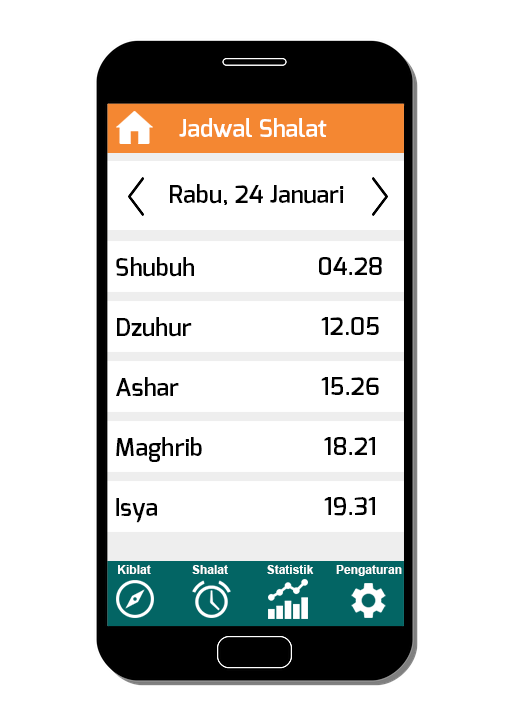 Jadwal Shalat
Rabu, 24 Januari
Shubuh 04.28
Dzuhur 12.05
Ashar 15.26
Maghrib 18.21
Isya 19.31
Kiblat Shalat Statistik Pengaturan